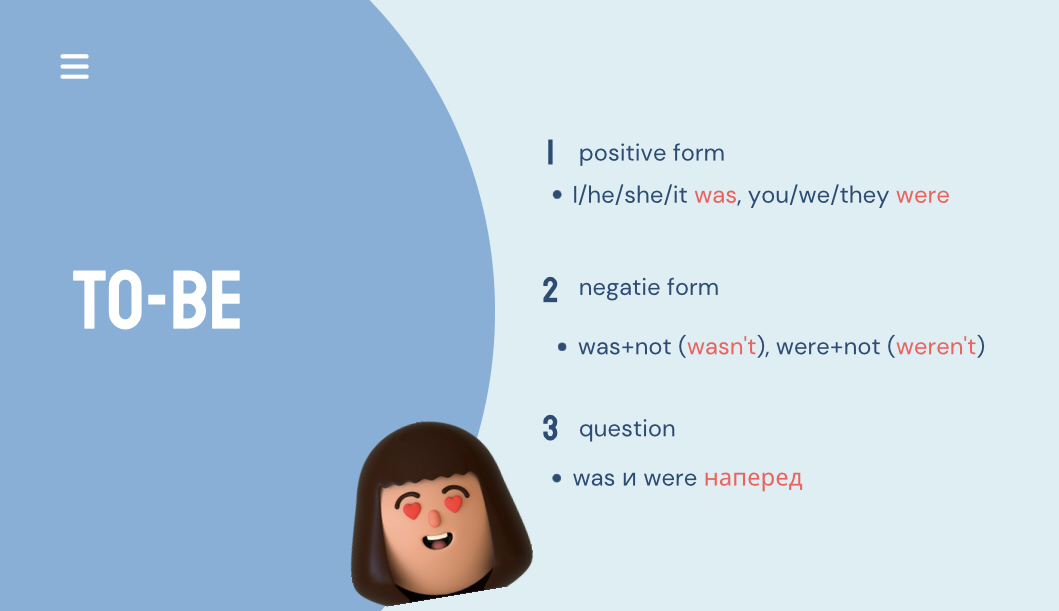 TO-BE
1 positive form
• I/he/she/it was, you/we/they were
2 negatie form
• was+not (wasn't), were+not (weren't)
3 question
• was и were наперед